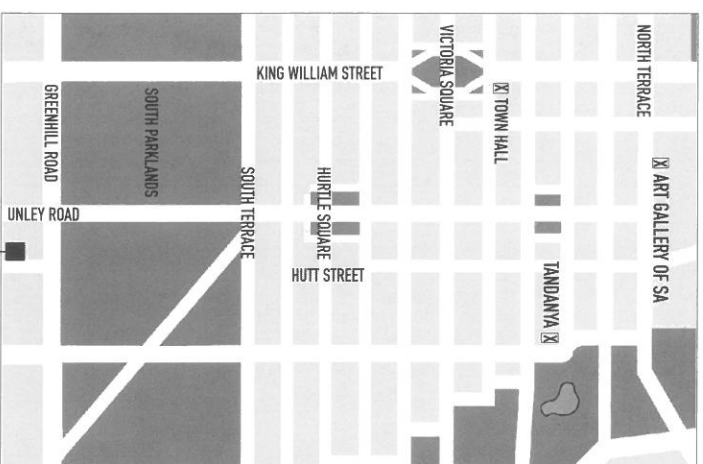 KING WILLIAM STREET
VICTORIA SQUARE
NORTH TERRACE
GREENHILL ROAD
SOUTH PARKLANDS
X TOWN HALL
SOUTH TERRACE
HURTLE SQUARE
X ART GALLERY OF SA
UNLEY ROAD
HUTT STREET
TANDANYA X